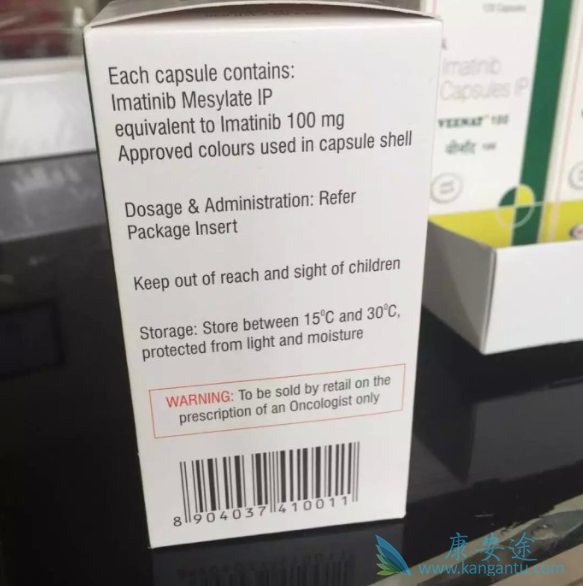 Each capsule contains:
Imatinib Mesylate IP
equivalent to Imatinib 100 mg
Approved colours used in capsule shell
Dosage & Administration: Refer
Package Insert
Keep out of reach and sight of children
Storage: Store between 15°C and 30°C,
protected from light and moisture
WARNING: To be sold by retail on the
prescription of an Oncologist only
8 904037 410011
120 Capsules
Imatinib
Capsules IP
VEENAT 100
वीनॅट 100
康安途
www.kangantu.com